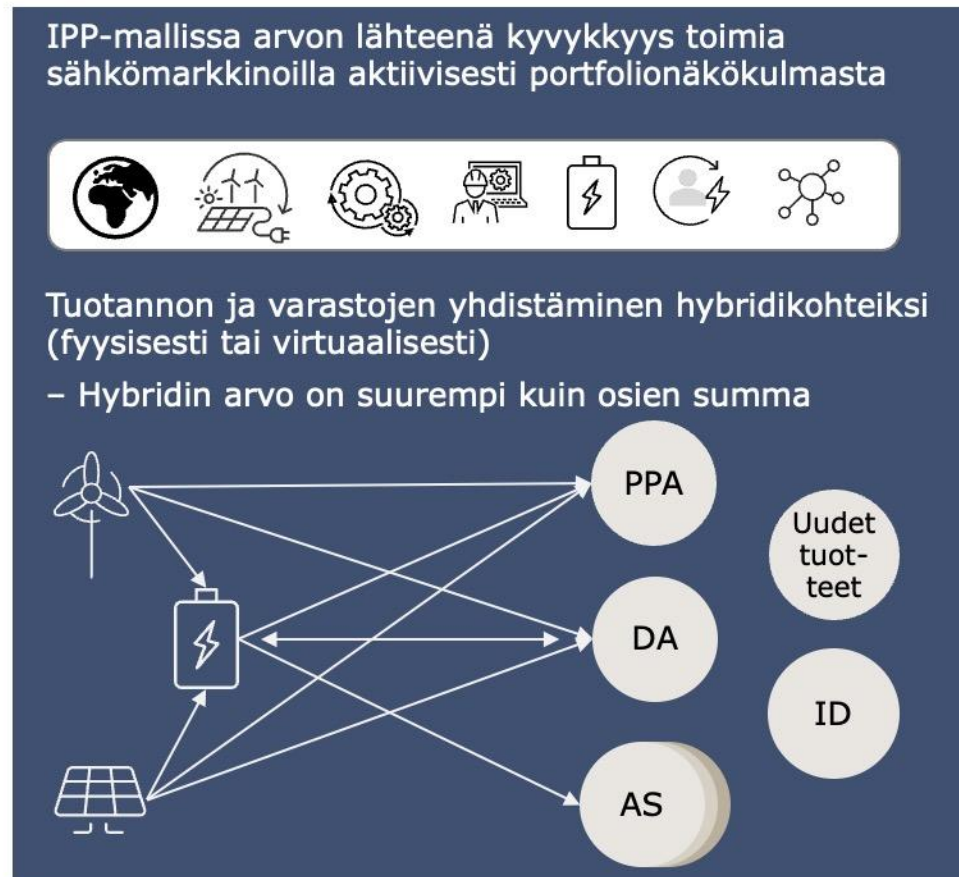 IPP-mallissa arvon lähteenä kyvykkyys toimia
sähkömarkkinoilla aktiivisesti portfolionäkökulmasta
Tuotannon ja varastojen yhdistäminen hybridikohteiksi
(fyysisesti tai virtuaalisesti)
– Hybridin arvo on suurempi kuin osien summa
PPA
Uudet
tuot-
teet
DA
ID
AS